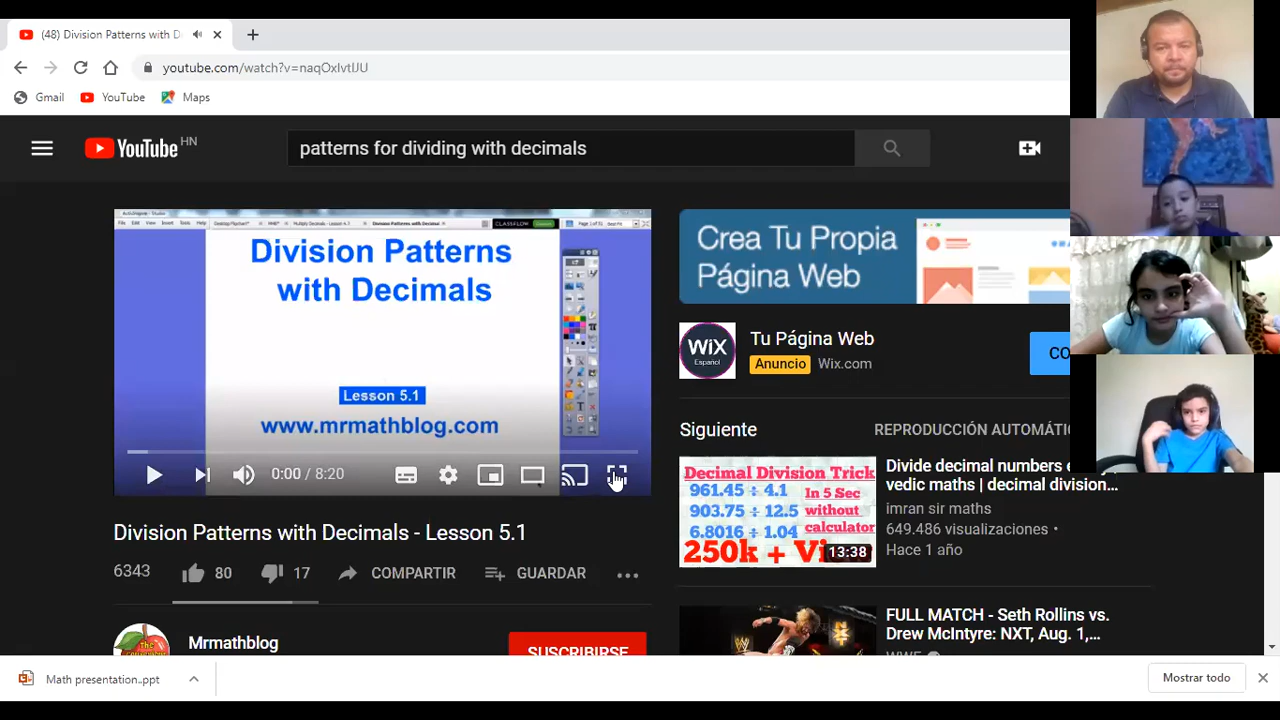 (48) Division Patterns with D
youtube.com/watch?v=naqOxIvtIJU
Gmail YouTube Maps
YouTube HN
patterns for dividing with decimals
Division Patterns
with Decimals
Lesson 5.1
www.mrmathblog.com
0:00 / 8:20
Division Patterns with Decimals - Lesson 5.1
6343 80 17 COMPARTIR GUARDAR
Mrmathblog
SUSCRIBIRSE
Crea Tu Propia
Página Web
WiX
Español
Tu Página Web
Anuncio Wix.com
CO
Siguiente
REPRODUCCIÓN AUTOMÁTI
Decimal Division Trick
961.45 ÷ 4.1
903.75 ÷ 12.5
6.8016 ÷ 1.04
In 5 Sec
without
calculator
250k + Vi
13:38
Divide decimal numbers e
vedic maths | decimal division...
imran sir maths
649.486 visualizaciones •
Hace 1 año
FULL MATCH - Seth Rollins vs.
Drew McIntyre: NXT, Aug. 1,...
Math presentation..ppt
Mostrar todo